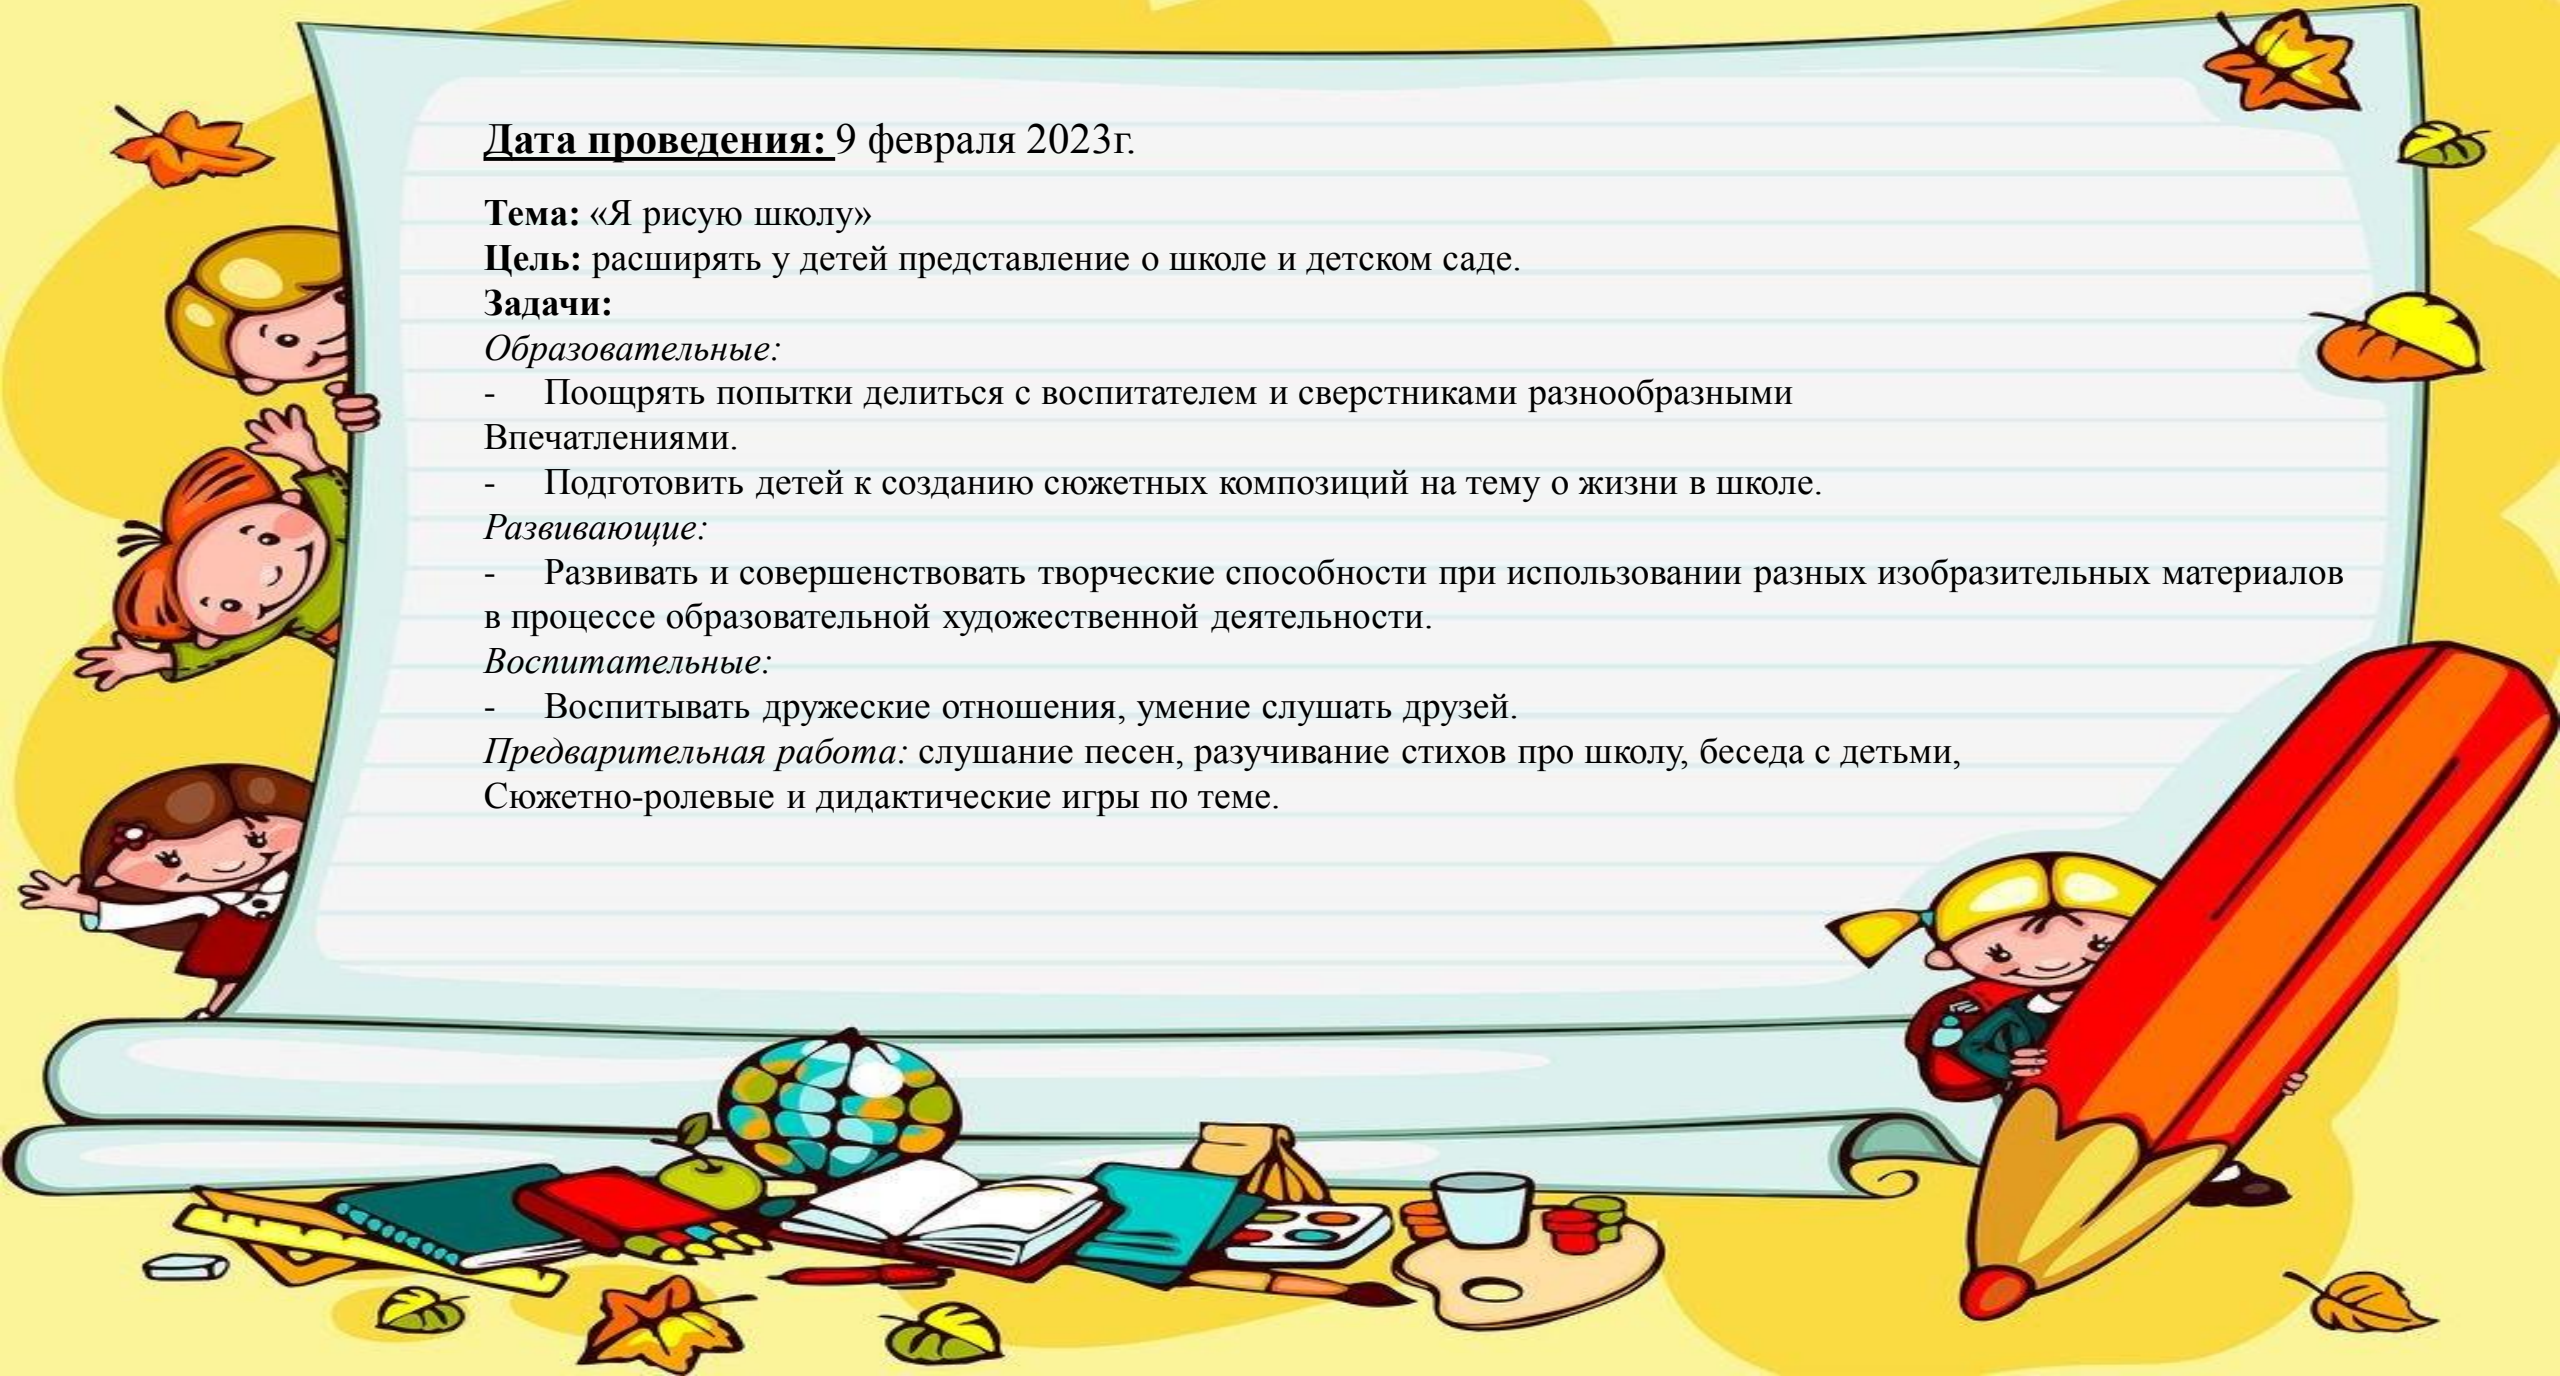 Дата проведения: 9 февраля 2023г.
Тема: «Я рисую школу»
Цель: расширять у детей представление о школе и детском саде.
Задачи:
Образовательные:
- Поощрять попытки делиться с воспитателем и сверстниками разнообразными
Впечатлениями.
- Подготовить детей к созданию сюжетных композиций на тему о жизни в школе.
Развивающие:
- Развивать и совершенствовать творческие способности при использовании разных изобразительных материалов
в процессе образовательной художественной деятельности.
Воспитательные:
- Воспитывать дружеские отношения, умение слушать друзей.
Предварительная работа: слушание песен, разучивание стихов про школу, беседа с детьми,
Сюжетно-ролевые и дидактические игры по теме.